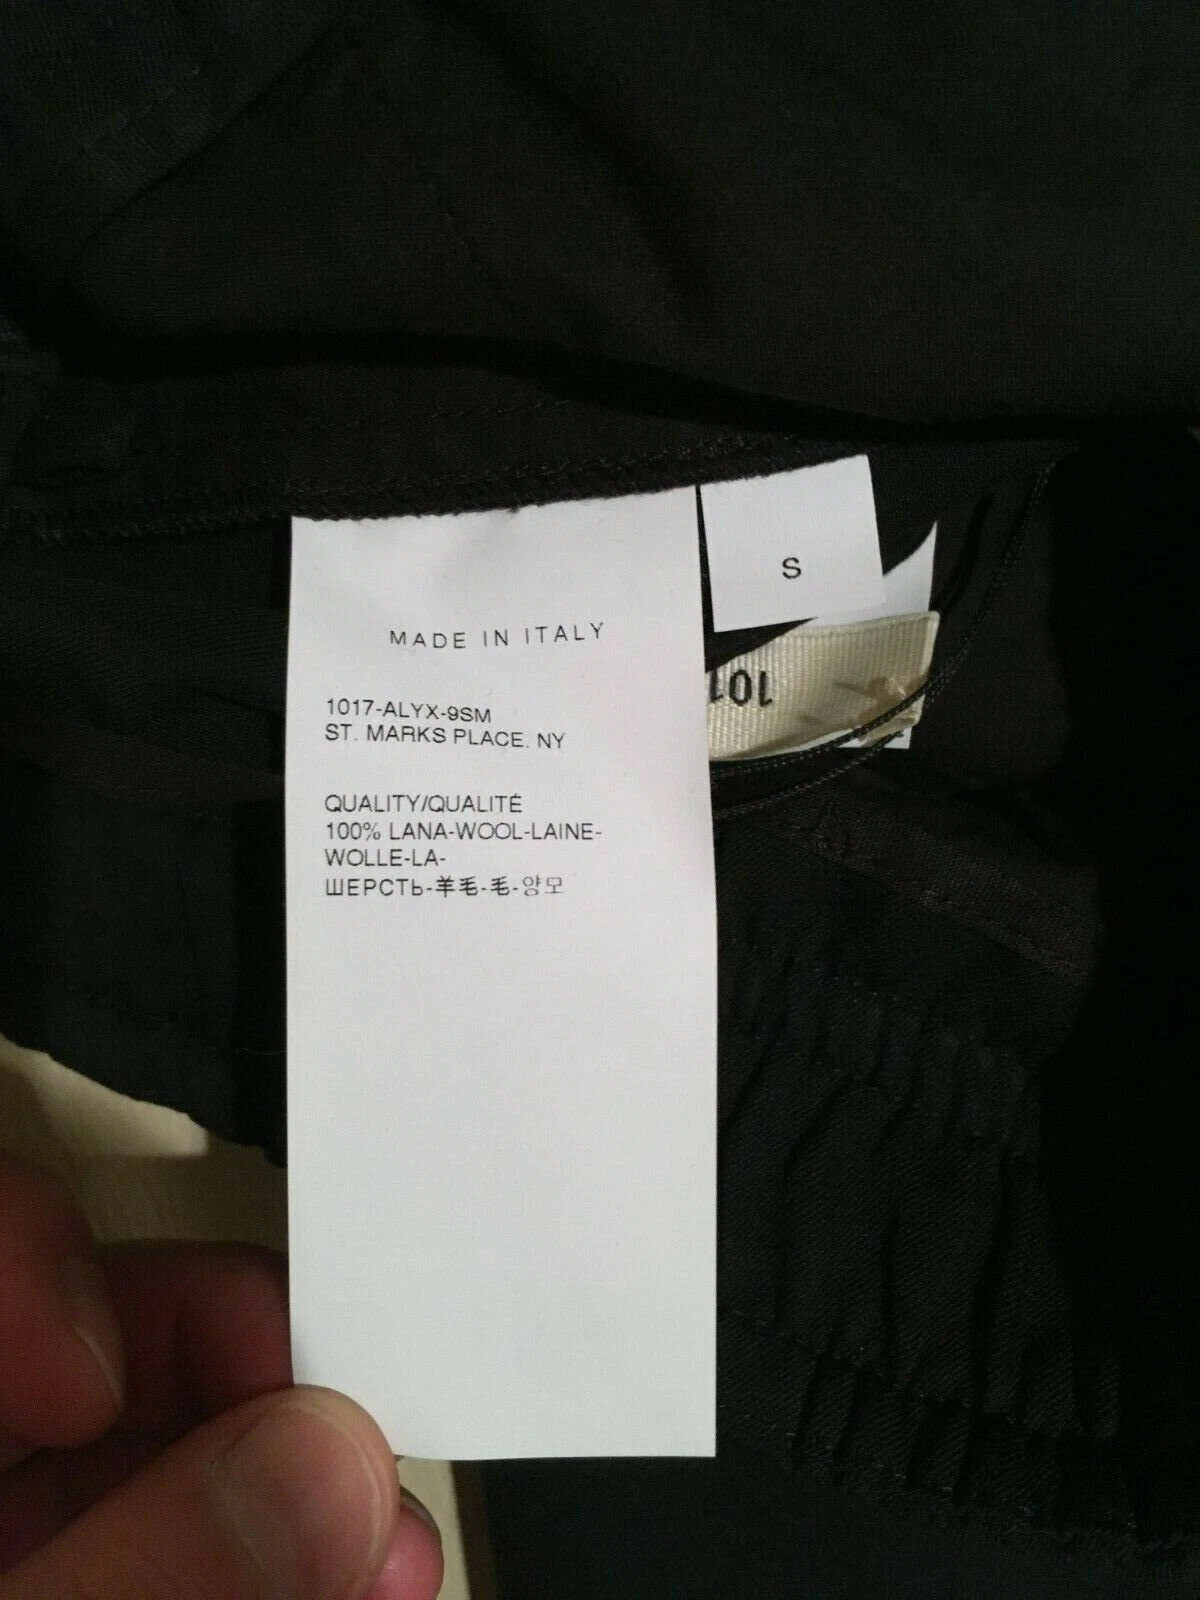 MADE IN ITALY
1017-ALYX-9SM
ST. MARKS PLACE. NY
QUALITY/QUALITÉ
100% LANA-WOOL-LAINE-
WOLLE-LA-
ШЕРСТЬ-羊毛-毛-양모
S
101